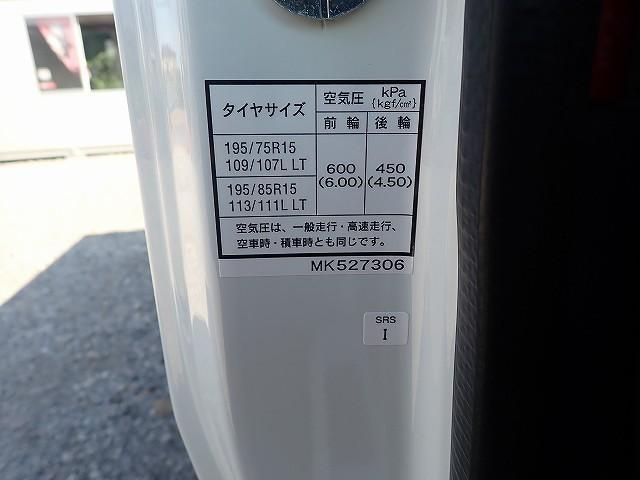 タイヤサイズ 空気圧 kPa {kgf/cm²}
前輪 後輪
195/75R15
109/107L LT
195/85R15
113/111L LT
600 450
(6.00) (4.50)
空気圧は、一般走行・高速走行、
空車時・積車時とも同じです。
MK527306
SRS
I